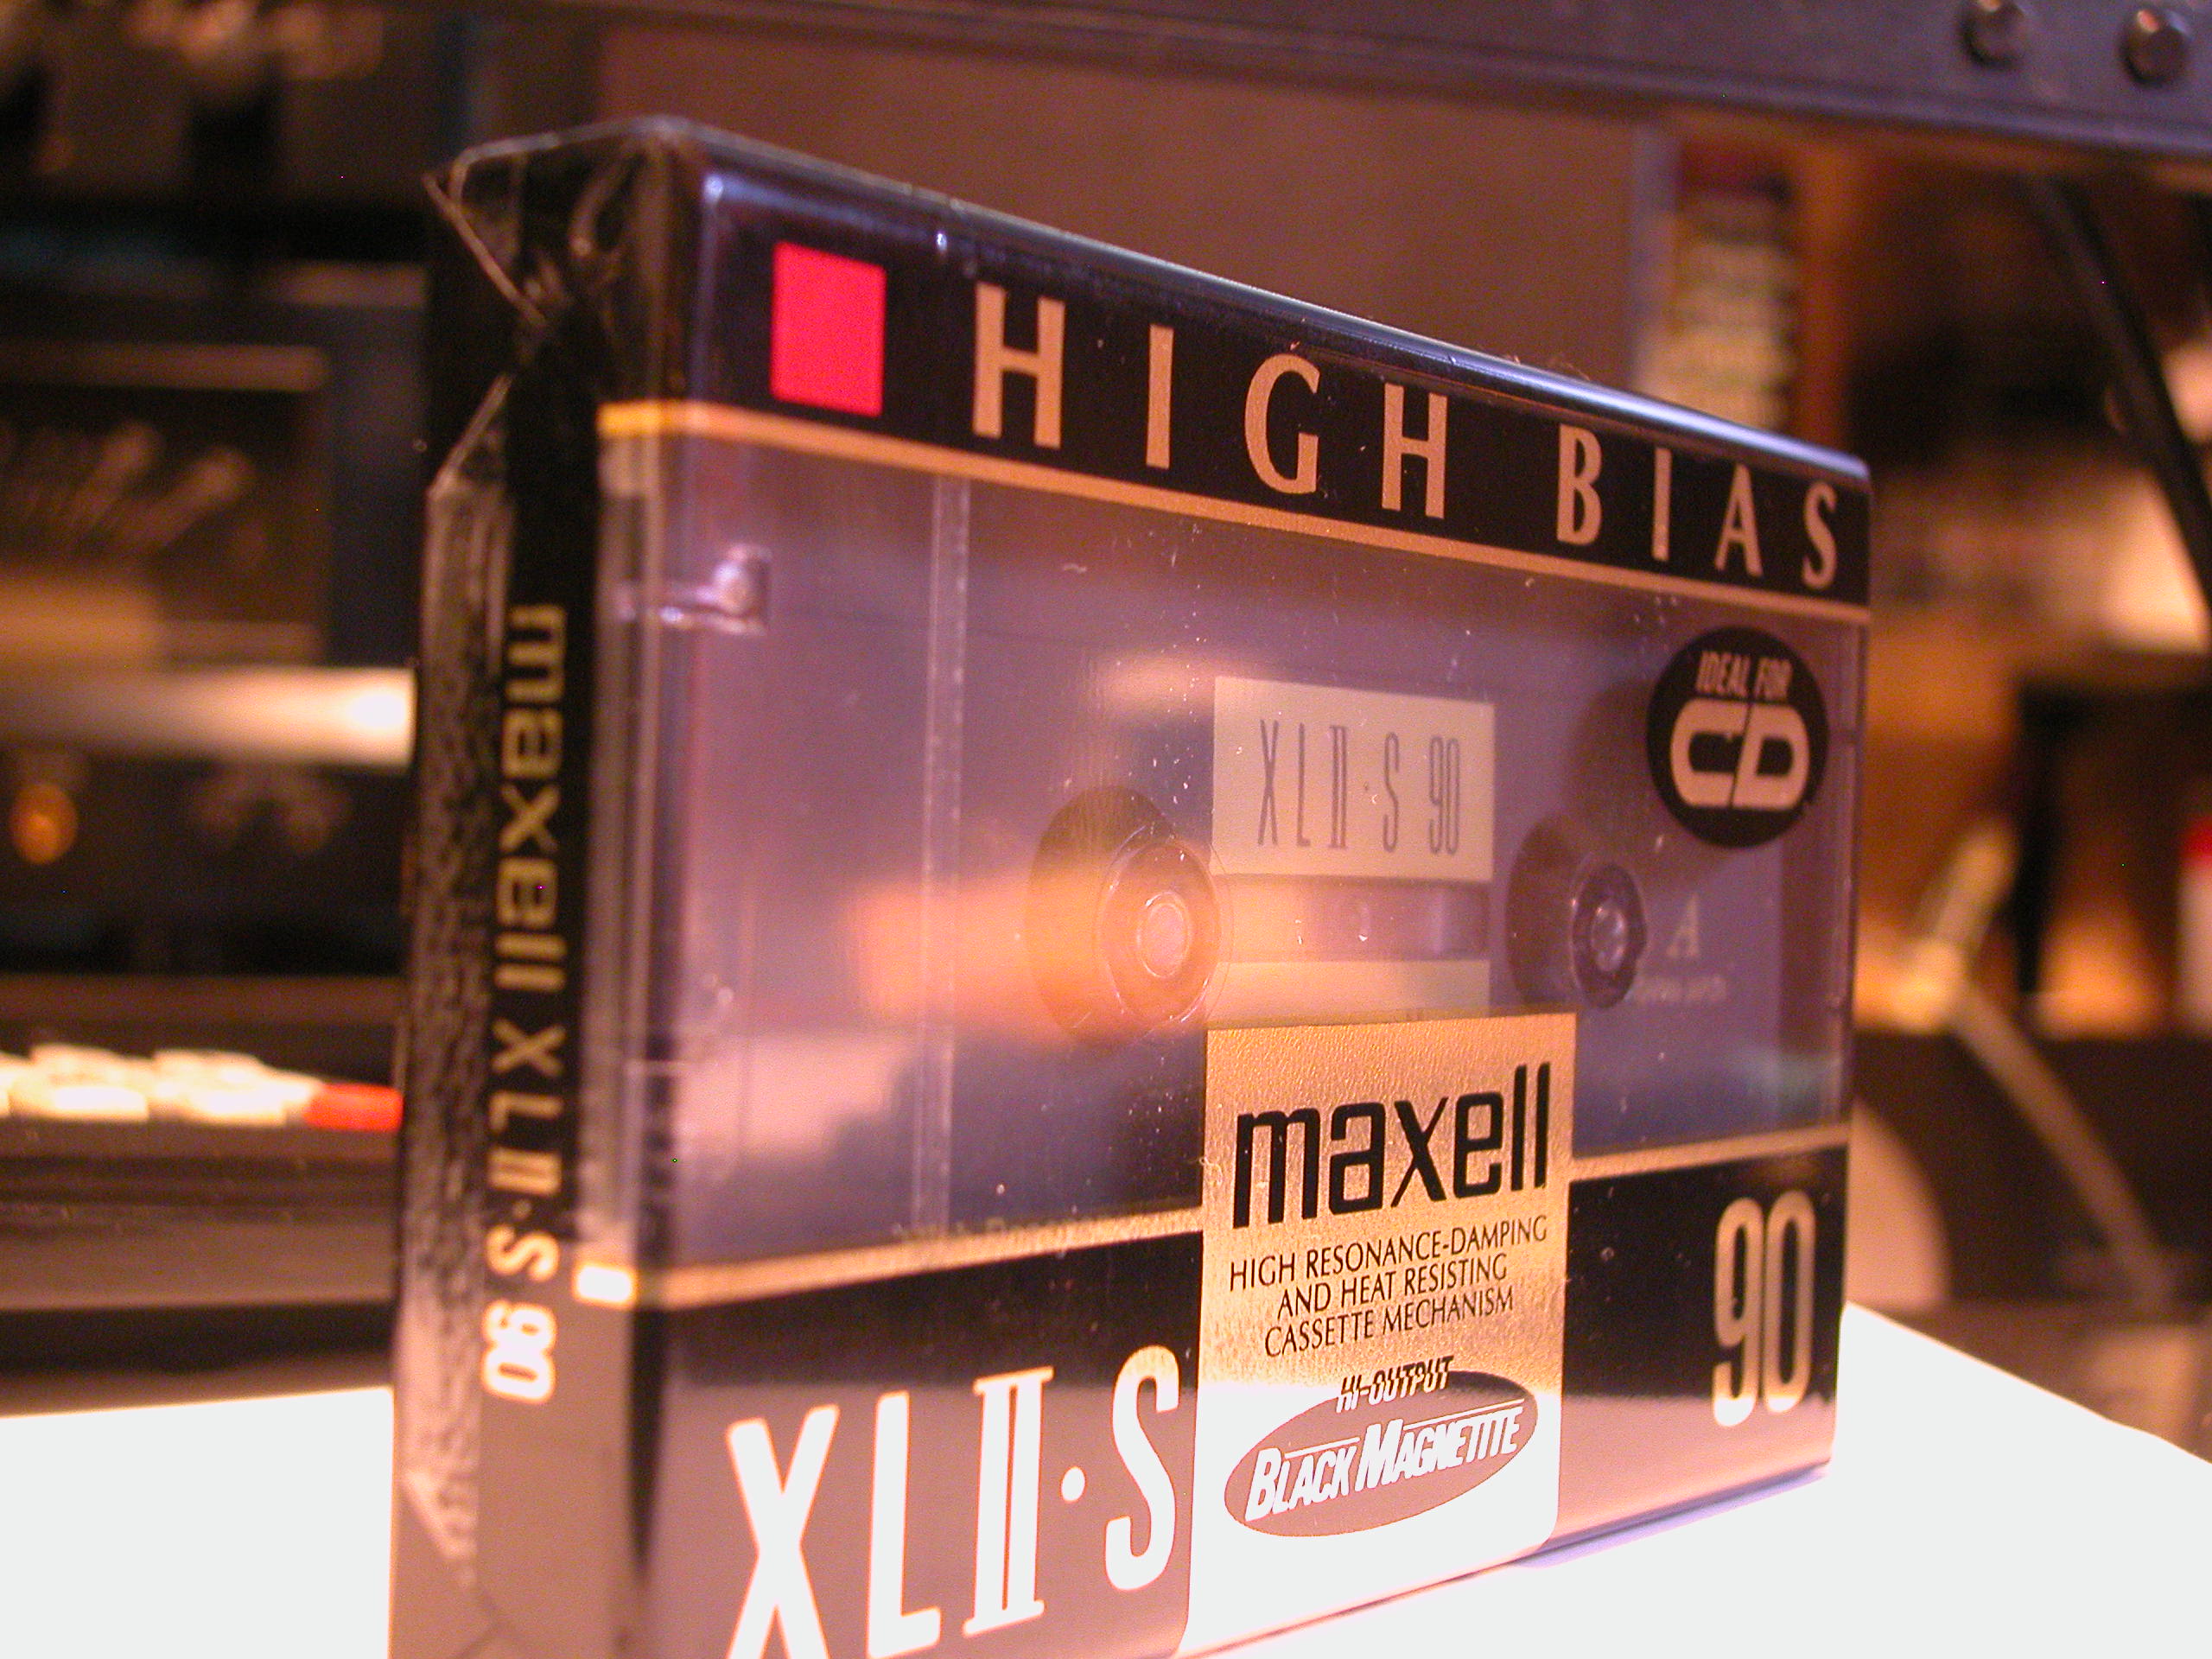 HIGH BIAS
IDEAL FOR
CD
XLII·S 90
A
maxell
HIGH RESONANCE-DAMPING
AND HEAT RESISTING
CASSETTE MECHANISM
HI-OUTPUT
BLACK MAGNETITE
XLII·S
90
maxell XLII·S 90